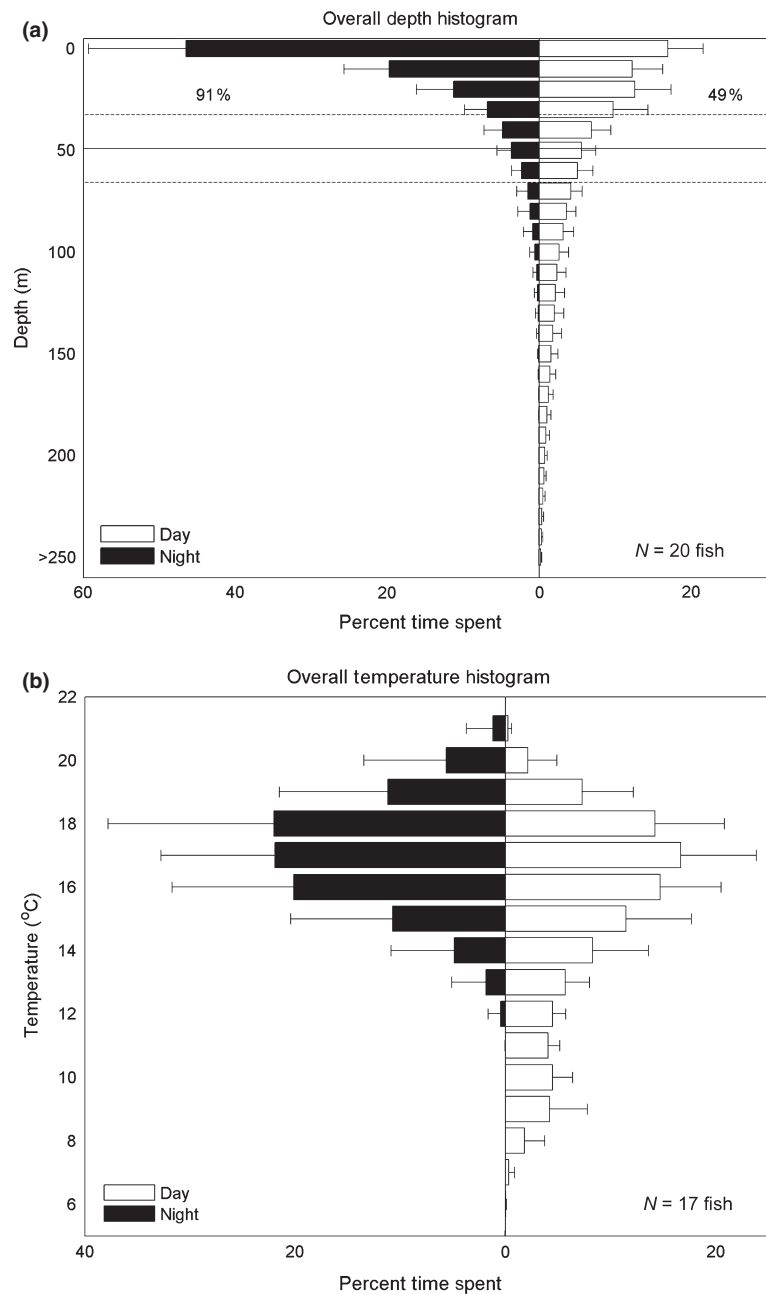 (a)
Overall depth histogram
0
91%
49%
50
100
150
200
>250
Depth (m)
Day
Night
N = 20 fish
60
40
20
0
20
Percent time spent
(b)
Overall temperature histogram
22
20
18
16
14
12
10
8
6
Temperature (°C)
Day
Night
N = 17 fish
40
20
0
20
Percent time spent